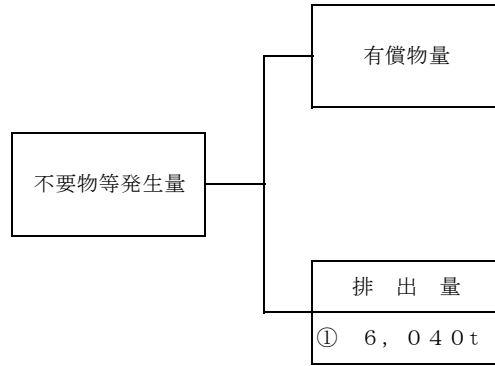 有償物量
不要物等発生量
排　出　量
①　６，０４０ｔ